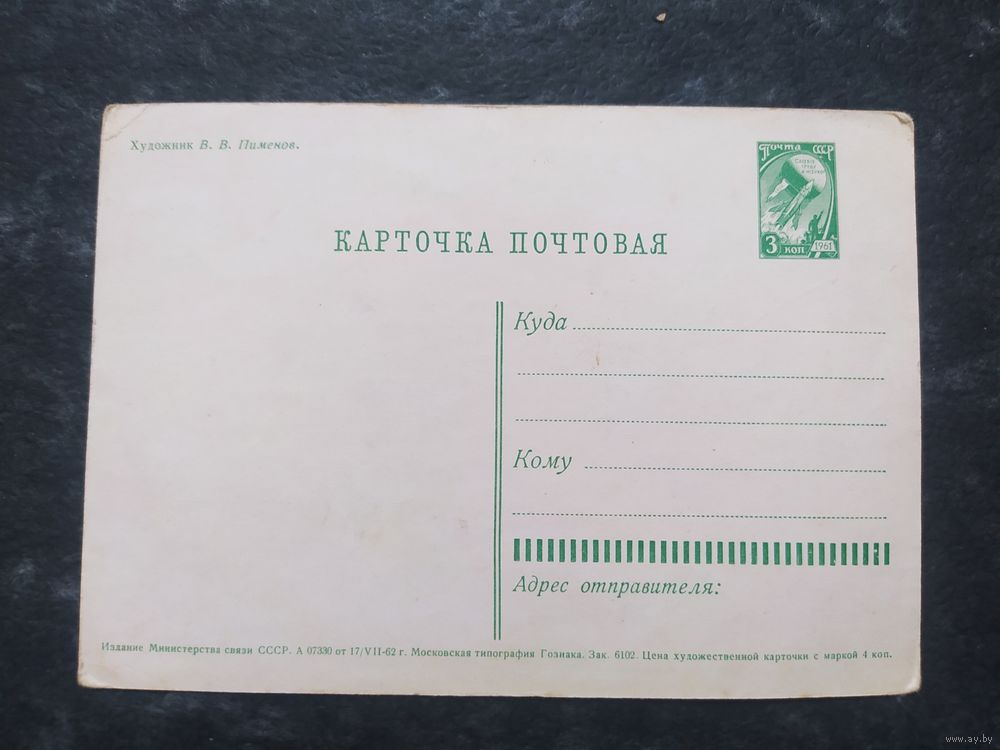 Художник В. В. Пименов.
Почта СССР
СЛАВА
ТРУДУ
И НАУКЕ!
3 коп 1961
КАРТОЧКА ПОЧТОВАЯ
Куда
Кому
Адрес отправителя:
Издание Министерства связи СССР. А 07330 от 17/VII-62 г. Московская типография Гознака. Зак. 6102. Цена художественной карточки с маркой 4 коп.
www.ay.by